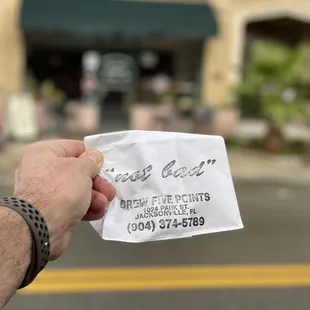 "not bad"
BREW FIVE POINTS
1024 PARK ST.
JACKSONVILLE, FL
(904) 374-5789